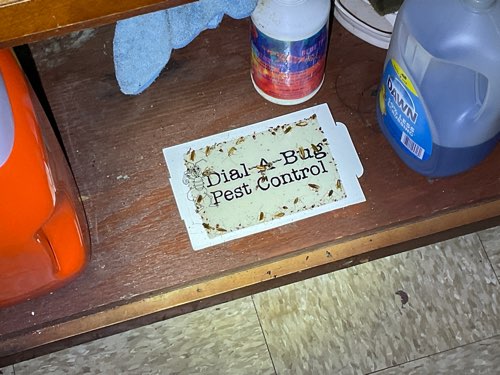 Dial-A-Bug
Pest Control
DAWN